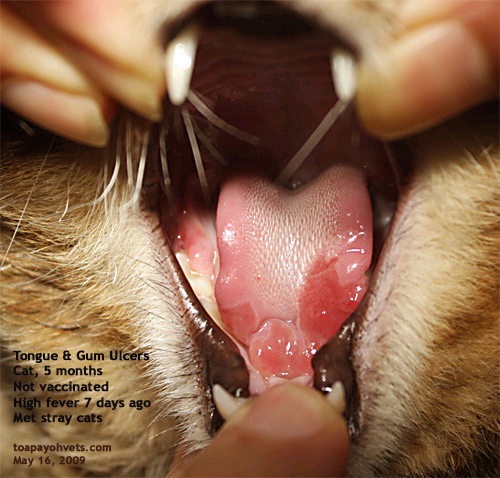 Tongue & Gum Ulcers
Cat, 5 months
Not vaccinated
High fever 7 days ago
Met stray cats
toapayohvets.com
May 16, 2009